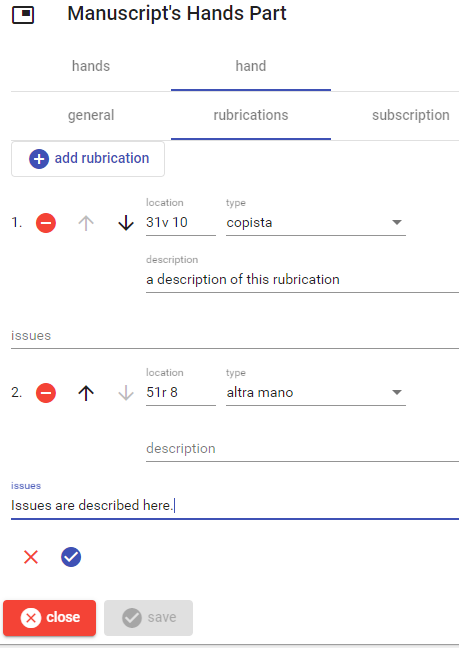 Manuscript's Hands Part
hands hand
general rubrications subscription
add rubrication
location type
1. 31v 10 copista
description
a description of this rubrication
issues
location type
2. 51r 8 altra mano
description
issues
Issues are described here.
close save